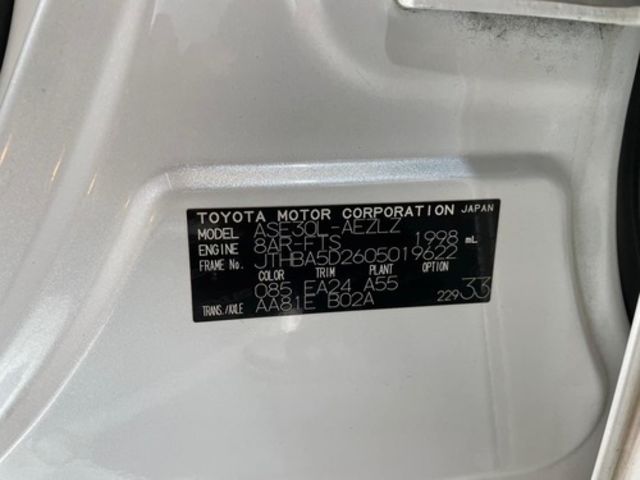 TOYOTA MOTOR CORPORATION JAPAN
MODEL ASE30L-AEZLZ
ENGINE 8AR-FTS 1998 mL
FRAME No. JTHBA5D2605019622
COLOR TRIM PLANT OPTION
085 EA24 A55
TRANS./AXLE AA81E B02A 229 33